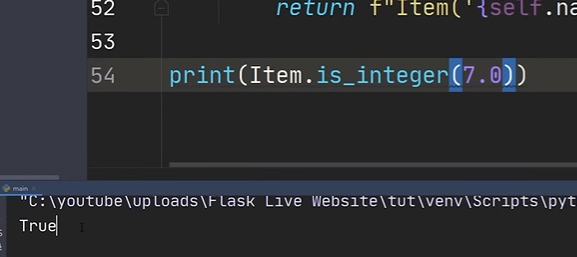 52 return f"Item('{self.na
53
54 print(Item.is_integer(7.0))
main
"C:\youtube\uploads\Flask Live Website\tut\venv\Scripts\pyt
True